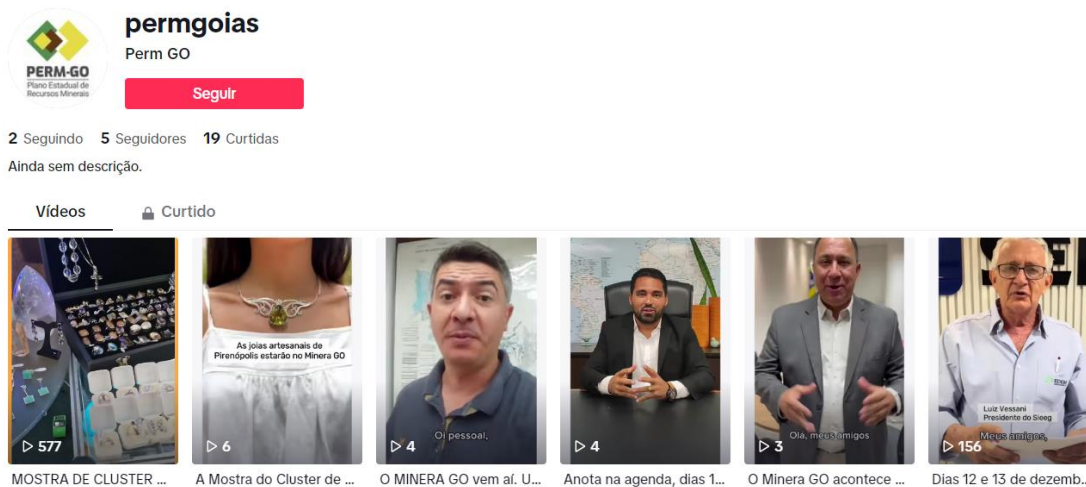 permgoias
Perm GO
PERM-GO
Plano Estadual de
Recursos Minerais
Seguir
2 Seguindo 5 Seguidores 19 Curtidas
Ainda sem descrição.
Vídeos Curtido
As joias artesanais de
Pirenópolis estarão no Minera GO
Oi pessoal,
Olá, meus amigos
Luiz Vessani
Presidente do Sieeg
Meus amigos,
577 6 4 4 3 156
MOSTRA DE CLUSTER ... A Mostra do Cluster de ... O MINERA GO vem aí. U... Anota na agenda, dias 1... O Minera GO acontece ... Dias 12 e 13 de dezemb...